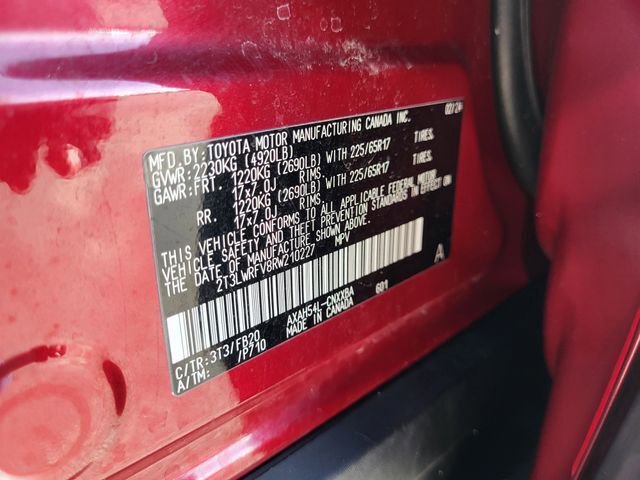 MFD.BY:TOYOTA MOTOR MANUFACTURING CANADA INC. 02/24
GVWR:2230KG (4920LB)
GAWR:FRT. 1220KG (2690LB) WITH 225/65R17 TIRES.
17x7.0J RIMS
RR. 1220KG (2690LB) WITH 225/65R17 TIRES.
17x7.0J RIMS
THIS VEHICLE CONFORMS TO ALL APPLICABLE FEDERAL MOTOR
VEHICLE SAFETY AND THEFT PREVENTION STANDARDS IN EFFECT ON
THE DATE OF MANUFACTURE SHOWN ABOVE.
2T3LWRFV8RW210227 MPV A
C/TR:3T3/FB20 AXAH54L-CNXXBA 601
A/TM: /P710 MADE IN CANADA